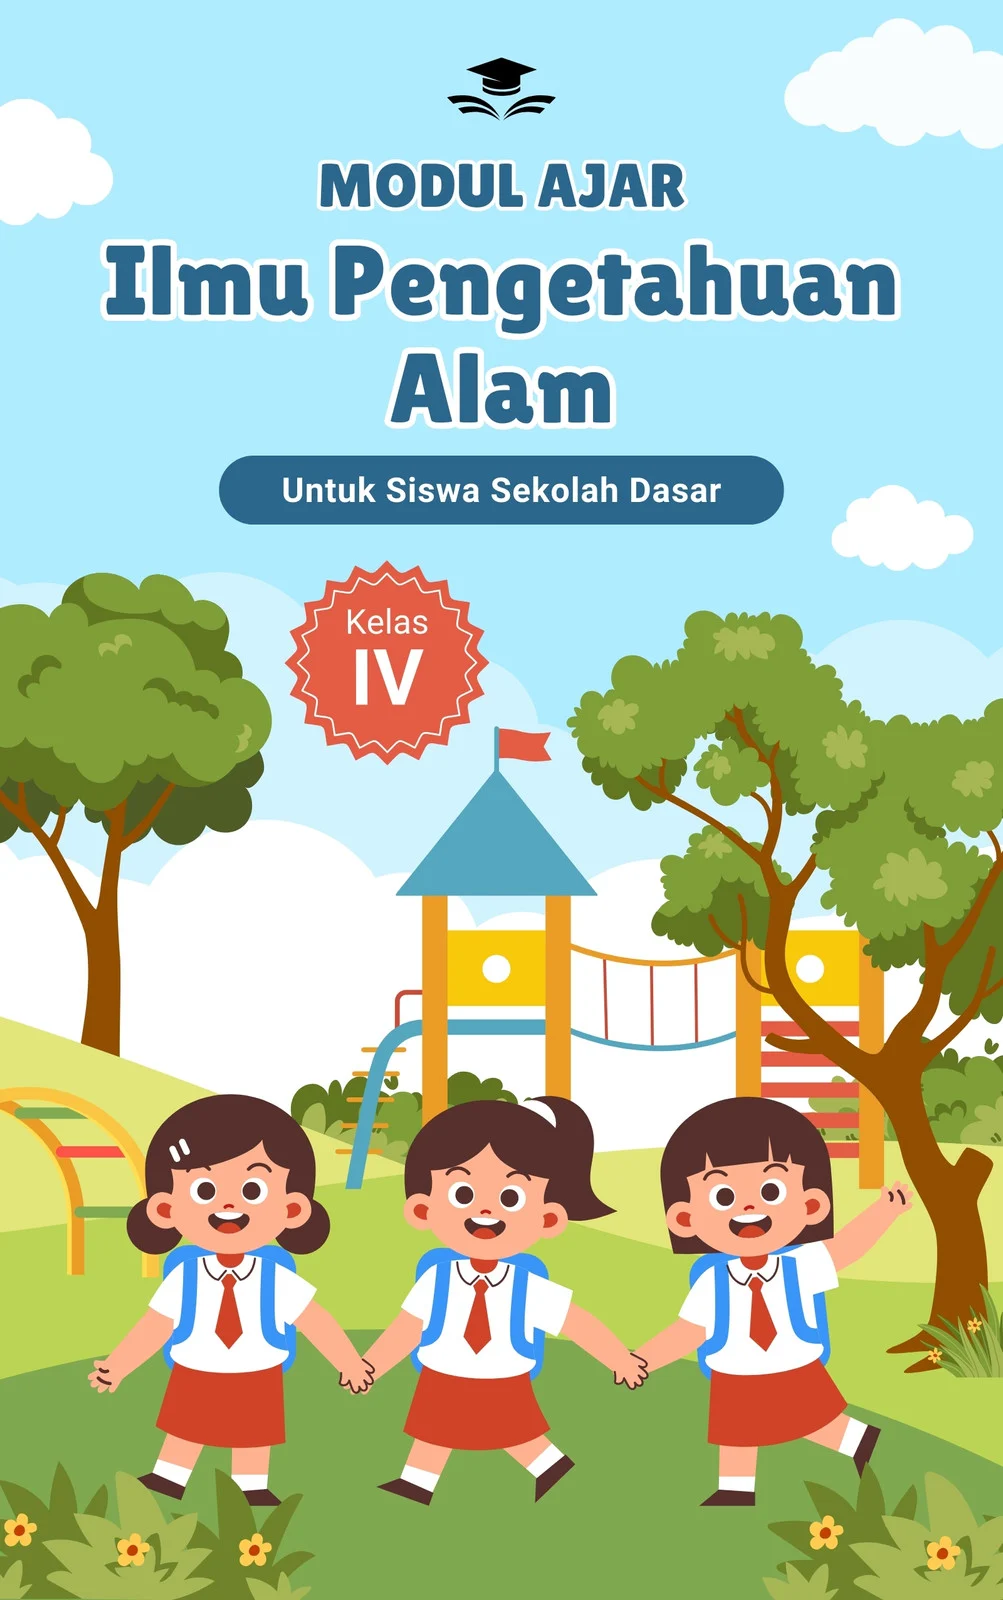 MODUL AJAR
Ilmu Pengetahuan
Alam
Untuk Siswa Sekolah Dasar
Kelas
IV